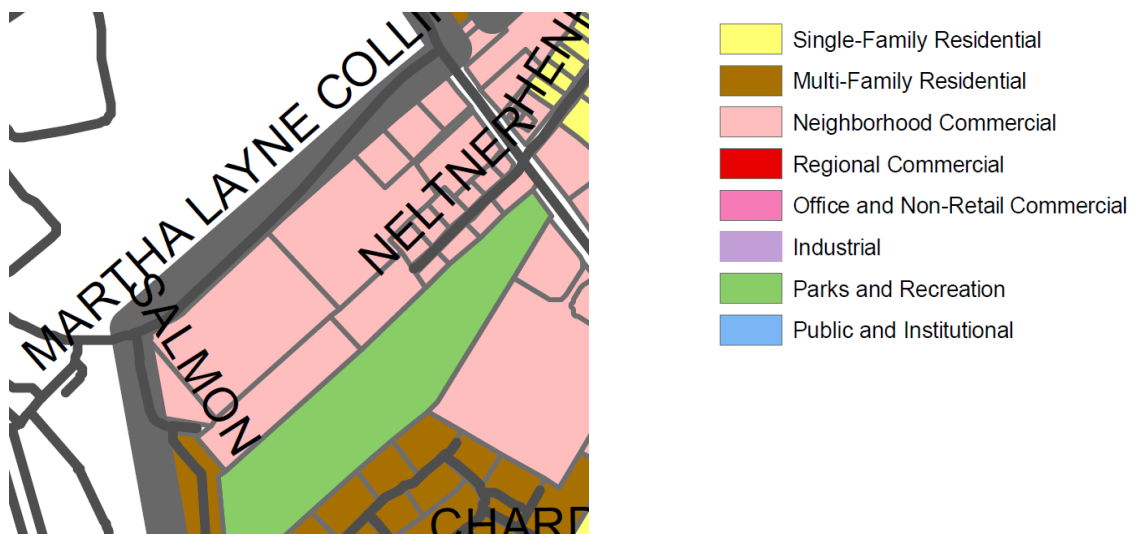 MARTHA LAYNE COLLI
HENR
NELTNER
SALMON
CHARD
Single-Family Residential
Multi-Family Residential
Neighborhood Commercial
Regional Commercial
Office and Non-Retail Commercial
Industrial
Parks and Recreation
Public and Institutional